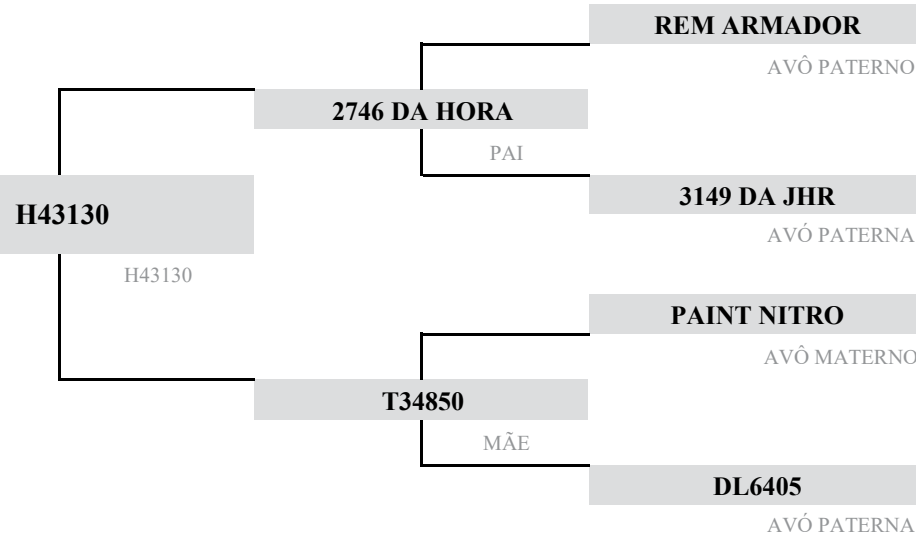 REM ARMADOR
AVÔ PATERNO
2746 DA HORA
PAI
3149 DA JHR
AVÓ PATERNA
H43130
H43130
PAINT NITRO
AVÔ MATERNO
T34850
MÃE
DL6405
AVÓ PATERNA